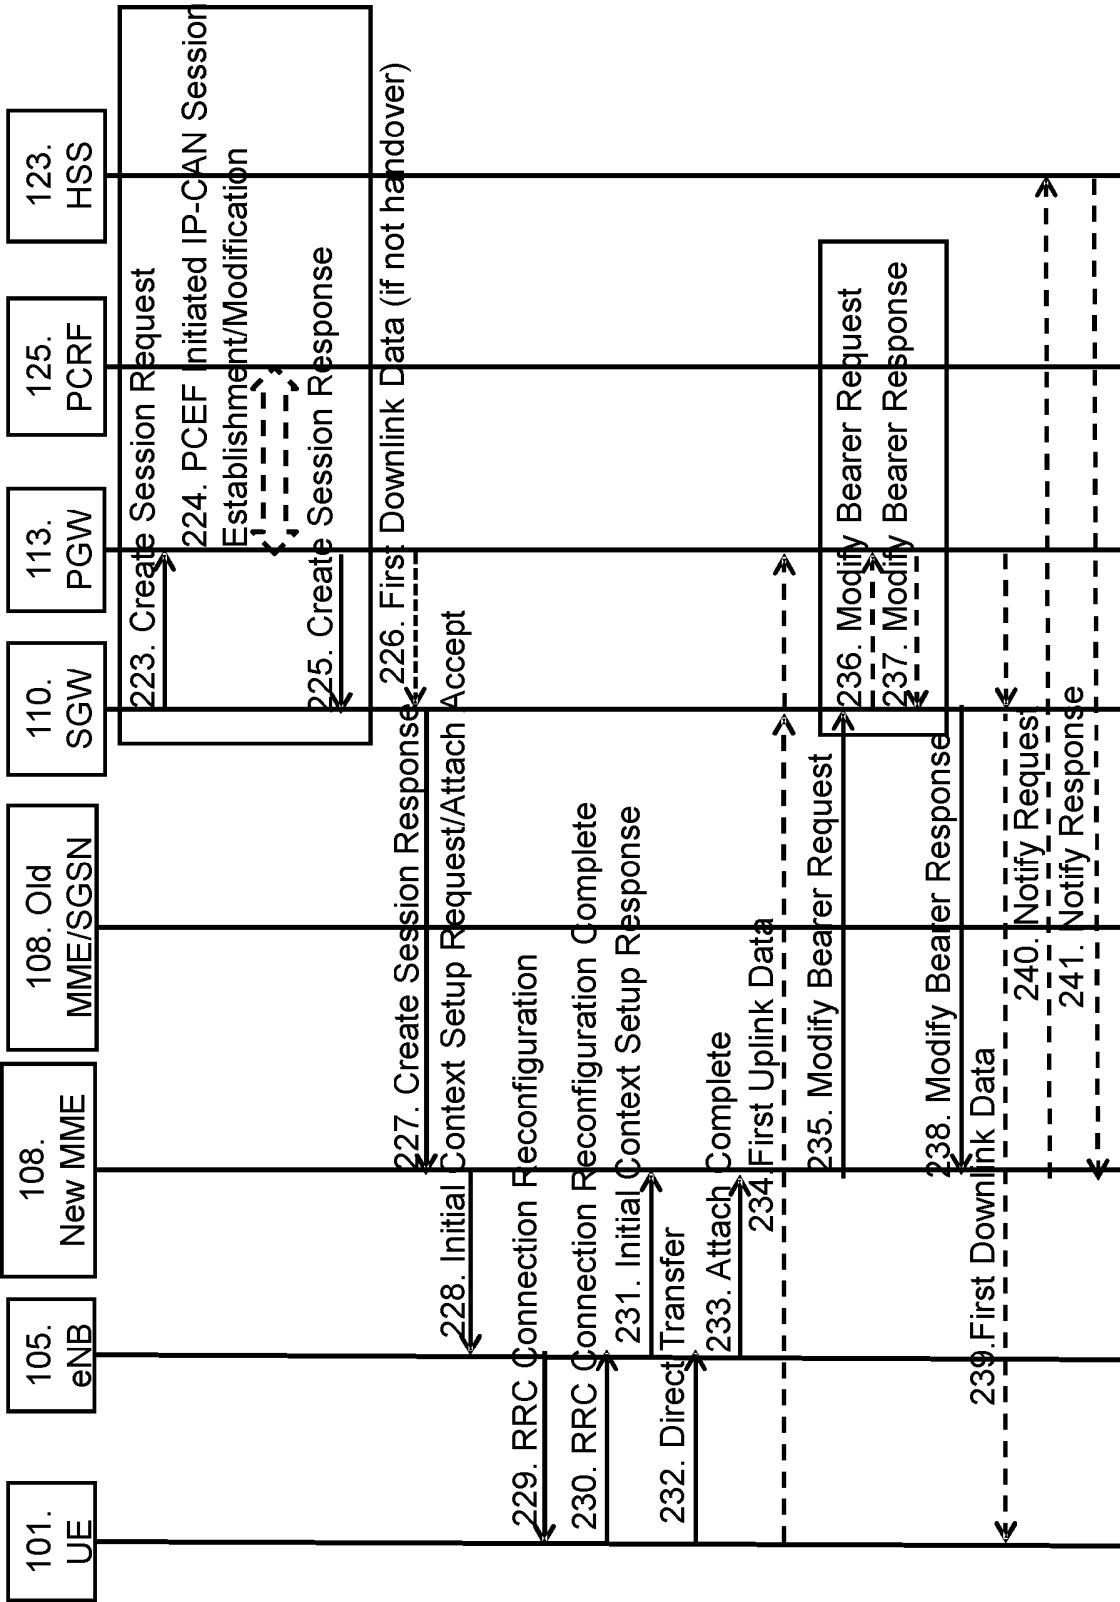 101.
UE
105.
eNB
108.
New MME
108. Old
MME/SGSN
110.
SGW
113.
PGW
125.
PCRF
123.
HSS
223. Create Session Request
224. PCEF Initiated IP-CAN Session
Establishment/Modification
225. Create Session Response
226. First Downlink Data (if not handover)
227. Create Session Response
228. Initial Context Setup Request/Attach Accept
229. RRC Connection Reconfiguration
230. RRC Connection Reconfiguration Complete
231. Initial Context Setup Response
232. Direct Transfer
233. Attach Complete
234.First Uplink Data
235. Modify Bearer Request
236. Modify Bearer Request
237. Modify Bearer Response
238. Modify Bearer Response
239.First Downlink Data
240. Notify Request
241. Notify Response